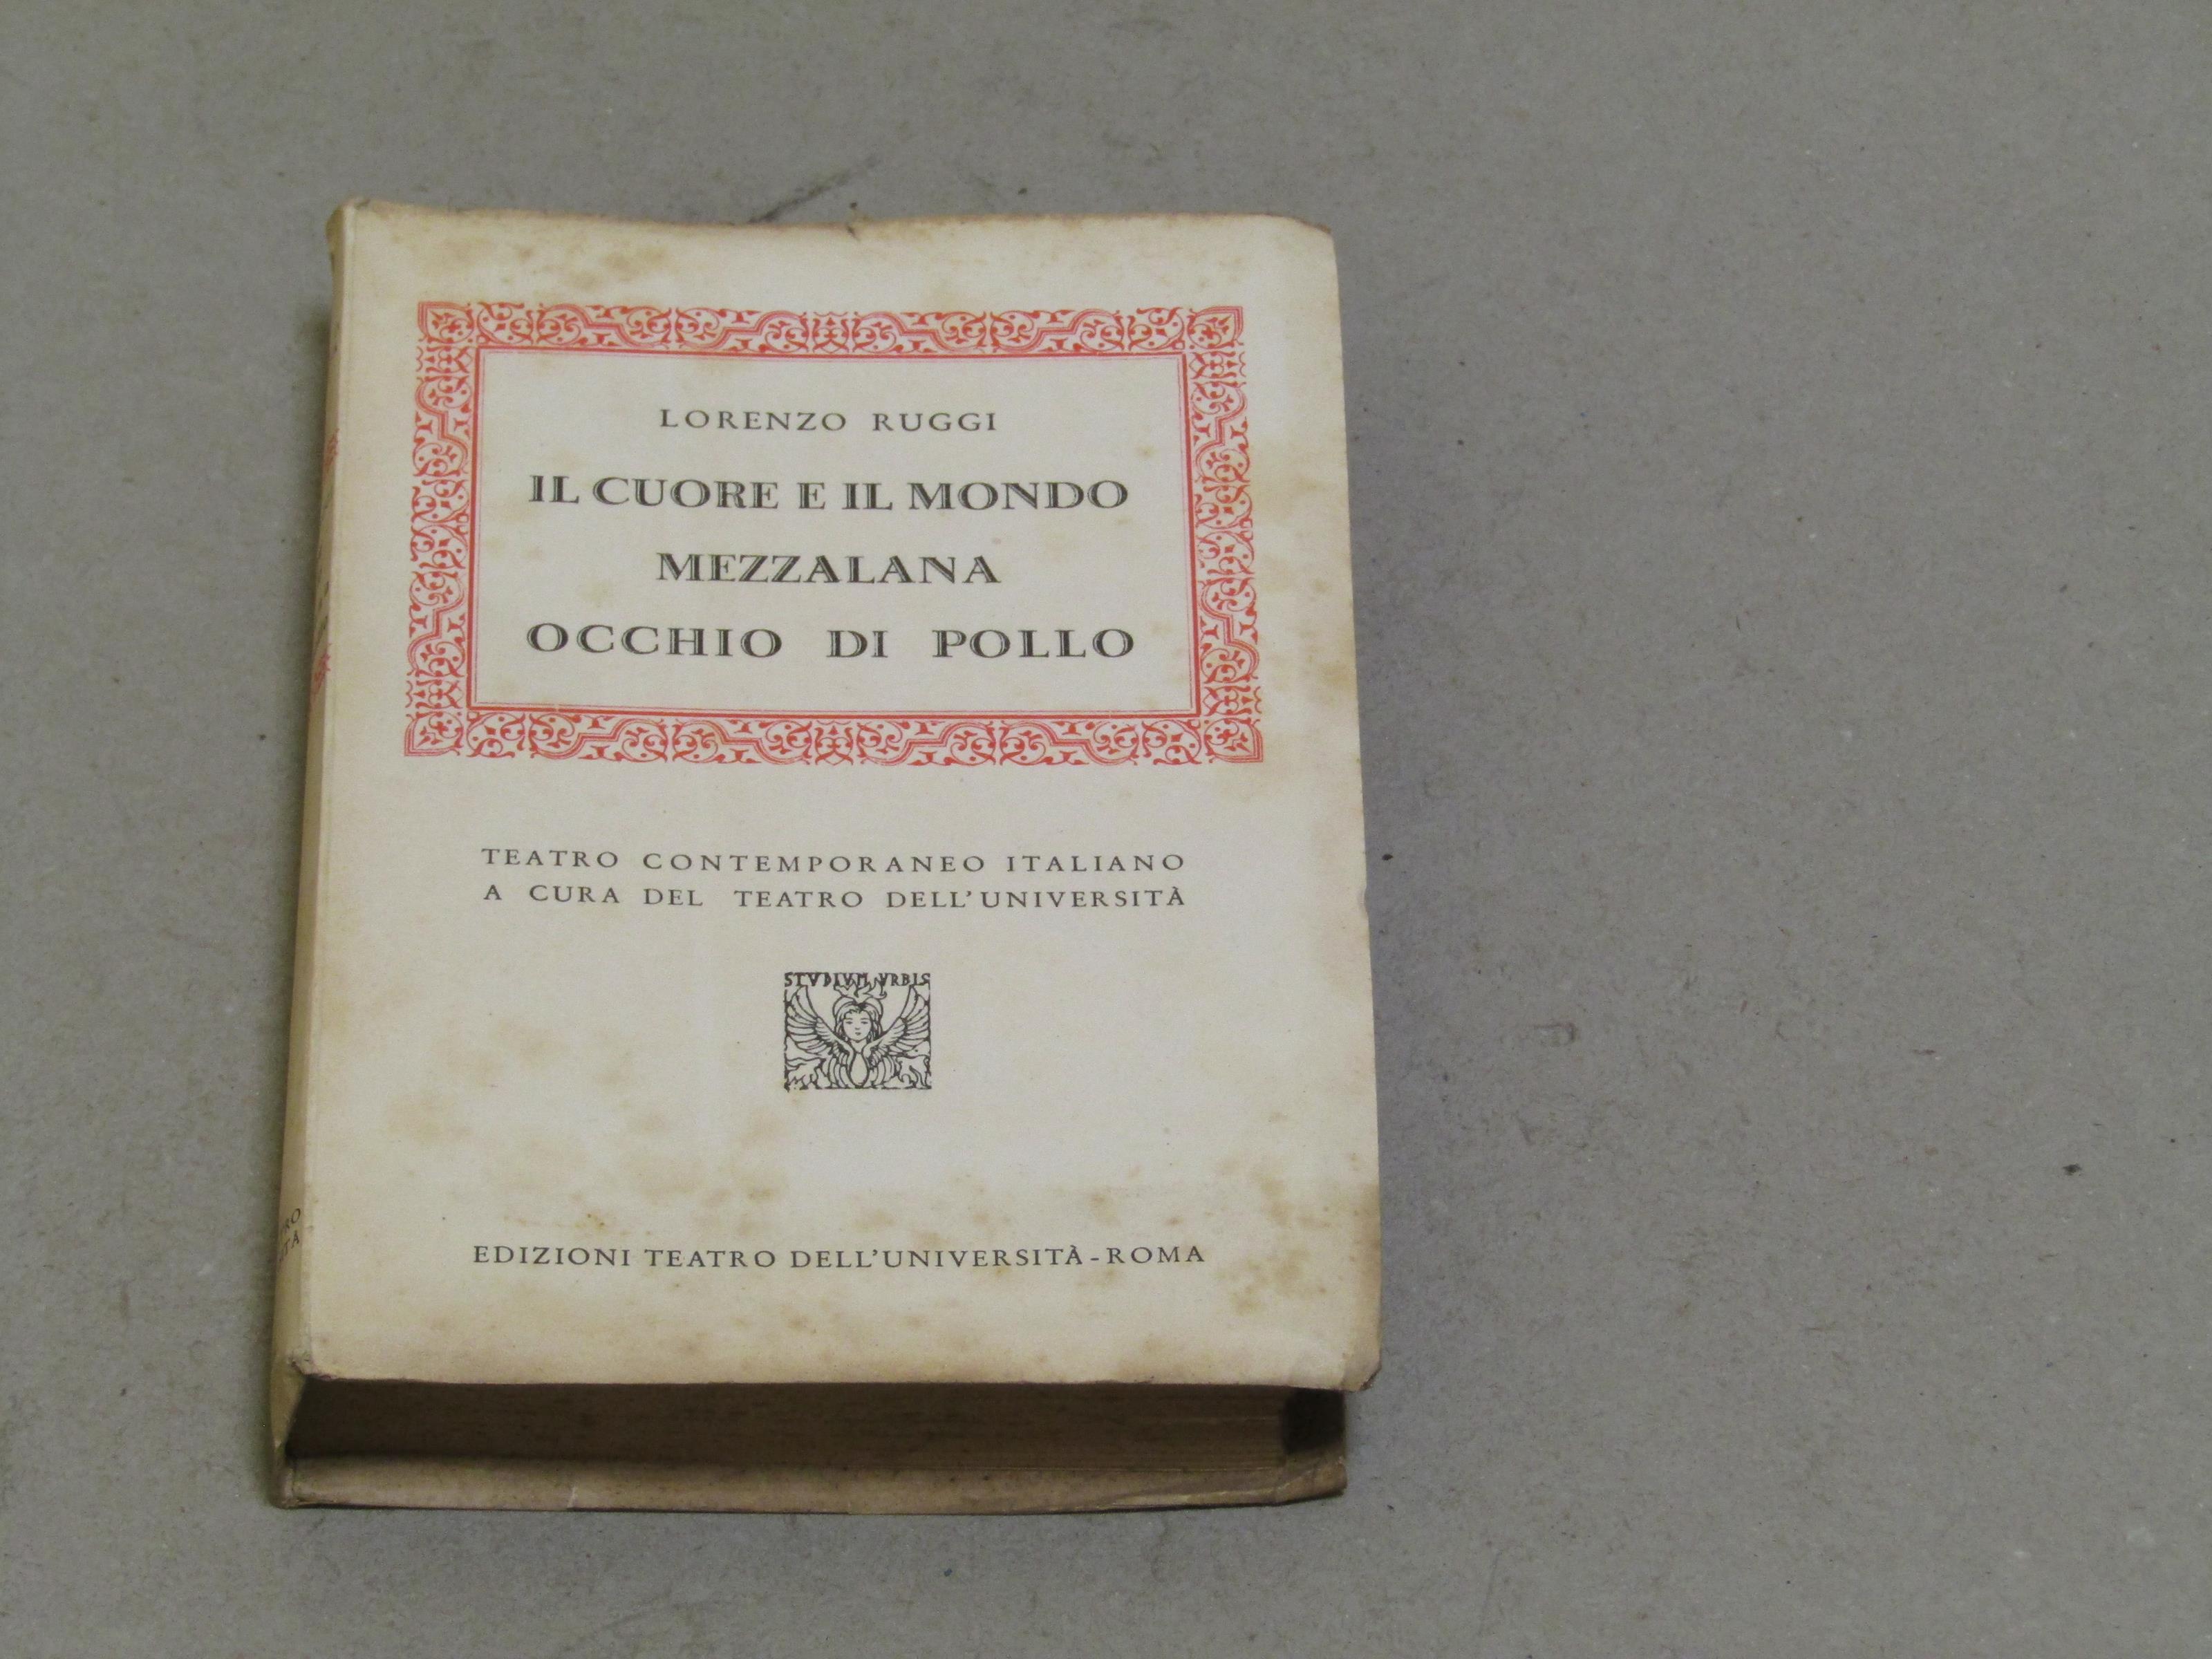 LORENZO RUGGI
IL CUORE E IL MONDO
MEZZALANA
OCCHIO DI POLLO
TEATRO CONTEMPORANEO ITALIANO
A CURA DEL TEATRO DELL'UNIVERSITÀ
STVDIVM VRBIS
EDIZIONI TEATRO DELL'UNIVERSITÀ-ROMA